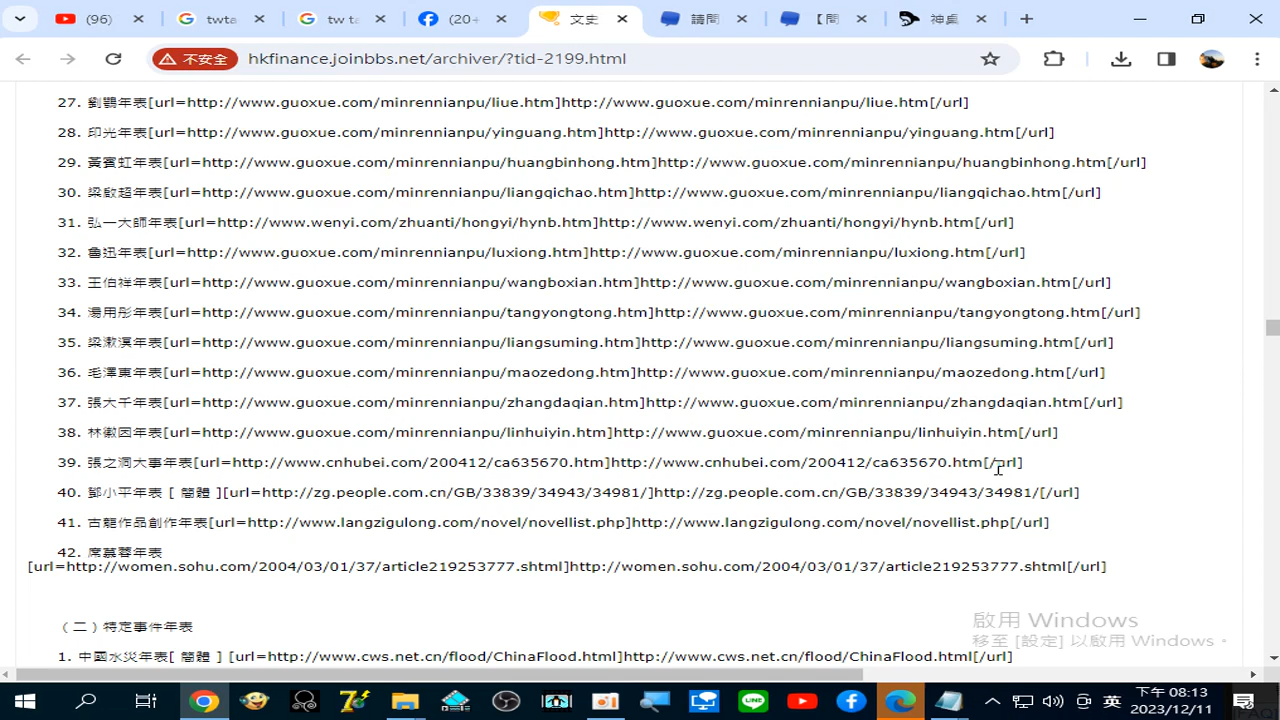 (96)
twta
tw ta
(20+
文史
請問
【問
神桌
不安全
hkfinance.joinbbs.net/archiver/?tid-2199.html
27. 劉鶚年表[url=http://www.guoxue.com/minrennianpu/liue.htm]http://www.guoxue.com/minrennianpu/liue.htm[/url]
28. 印光年表[url=http://www.guoxue.com/minrennianpu/yinguang.htm]http://www.guoxue.com/minrennianpu/yinguang.htm[/url]
29. 黃賓虹年表[url=http://www.guoxue.com/minrennianpu/huangbinhong.htm]http://www.guoxue.com/minrennianpu/huangbinhong.htm[/url]
30. 梁啟超年表[url=http://www.guoxue.com/minrennianpu/liangqichao.htm]http://www.guoxue.com/minrennianpu/liangqichao.htm[/url]
31. 弘一大師年表[url=http://www.wenyi.com/zhuanti/hongyi/hynb.htm]http://www.wenyi.com/zhuanti/hongyi/hynb.htm[/url]
32. 魯迅年表[url=http://www.guoxue.com/minrennianpu/luxiong.htm]http://www.guoxue.com/minrennianpu/luxiong.htm[/url]
33. 王伯祥年表[url=http://www.guoxue.com/minrennianpu/wangboxian.htm]http://www.guoxue.com/minrennianpu/wangboxian.htm[/url]
34. 湯用彤年表[url=http://www.guoxue.com/minrennianpu/tangyongtong.htm]http://www.guoxue.com/minrennianpu/tangyongtong.htm[/url]
35. 梁漱溟年表[url=http://www.guoxue.com/minrennianpu/liangsuming.htm]http://www.guoxue.com/minrennianpu/liangsuming.htm[/url]
36. 毛澤東年表[url=http://www.guoxue.com/minrennianpu/maozedong.htm]http://www.guoxue.com/minrennianpu/maozedong.htm[/url]
37. 張大千年表[url=http://www.guoxue.com/minrennianpu/zhangdaqian.htm]http://www.guoxue.com/minrennianpu/zhangdaqian.htm[/url]
38. 林徽因年表[url=http://www.guoxue.com/minrennianpu/linhuiyin.htm]http://www.guoxue.com/minrennianpu/linhuiyin.htm[/url]
39. 張之洞大事年表[url=http://www.cnhubei.com/200412/ca635670.htm]http://www.cnhubei.com/200412/ca635670.htm[/url]
40. 鄧小平年表 [ 簡體 ][url=http://zg.people.com.cn/GB/33839/34943/34981/]http://zg.people.com.cn/GB/33839/34943/34981/[/url]
41. 古龍作品創作年表[url=http://www.langzigulong.com/novel/novellist.php]http://www.langzigulong.com/novel/novellist.php[/url]
42. 席慕蓉年表
[url=http://women.sohu.com/2004/03/01/37/article219253777.shtml]http://women.sohu.com/2004/03/01/37/article219253777.shtml[/url]
（二）特定事件年表
1. 中國水災年表[ 簡體 ] [url=http://www.cws.net.cn/flood/ChinaFlood.html]http://www.cws.net.cn/flood/ChinaFlood.html[/url]
啟用 Windows
移至 [設定] 以啟用 Windows。
英
下午 08:13
2023/12/11